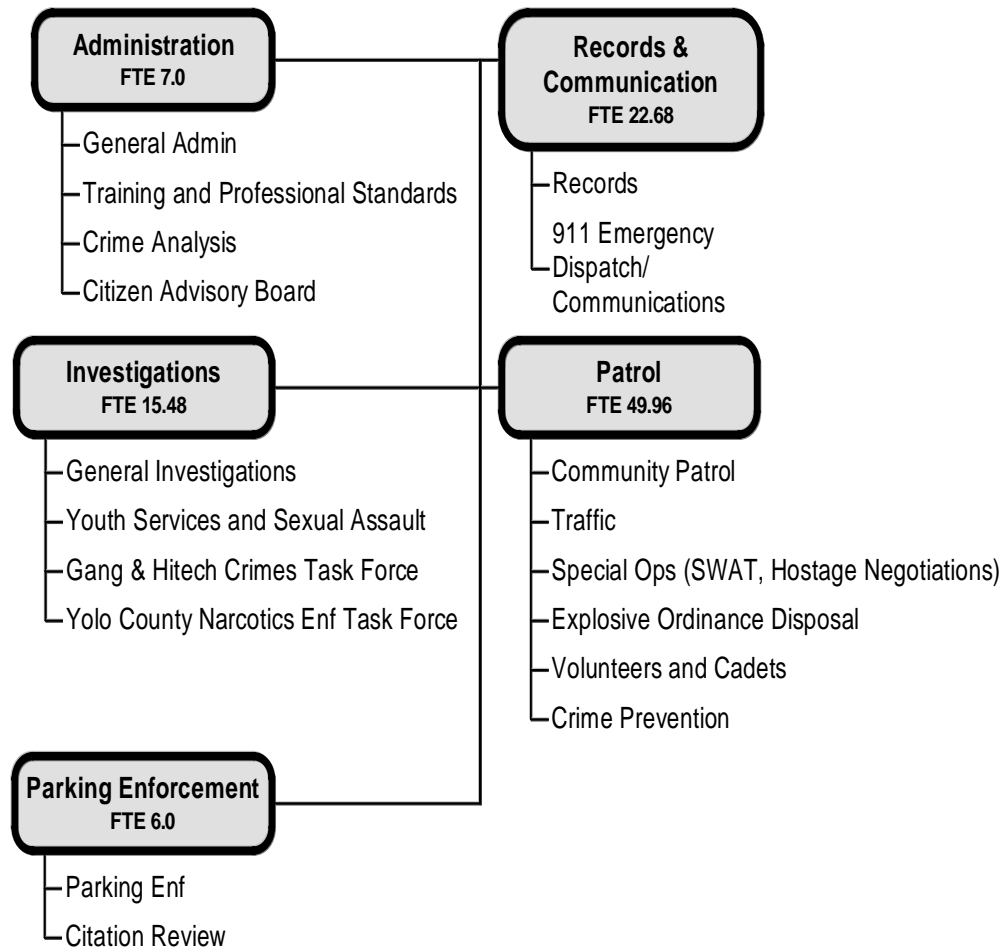 Administration
FTE 7.0
General Admin
Training and Professional Standards
Crime Analysis
Citizen Advisory Board
Records &
Communication
FTE 22.68
Records
911 Emergency
Dispatch/
Communications
Investigations
FTE 15.48
General Investigations
Youth Services and Sexual Assault
Gang & Hitech Crimes Task Force
Yolo County Narcotics Enf Task Force
Patrol
FTE 49.96
Community Patrol
Traffic
Special Ops (SWAT, Hostage Negotiations)
Explosive Ordinance Disposal
Volunteers and Cadets
Crime Prevention
Parking Enforcement
FTE 6.0
Parking Enf
Citation Review